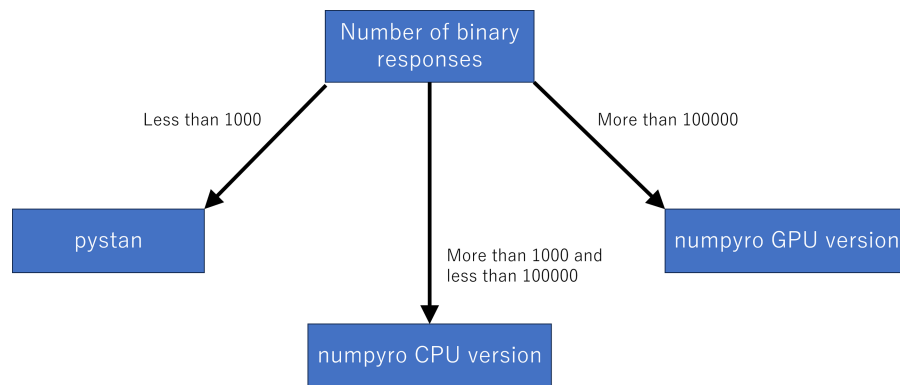 Number of binary
responses
Less than 1000
More than 100000
pystan
numpyro GPU version
More than 1000 and
less than 100000
numpyro CPU version